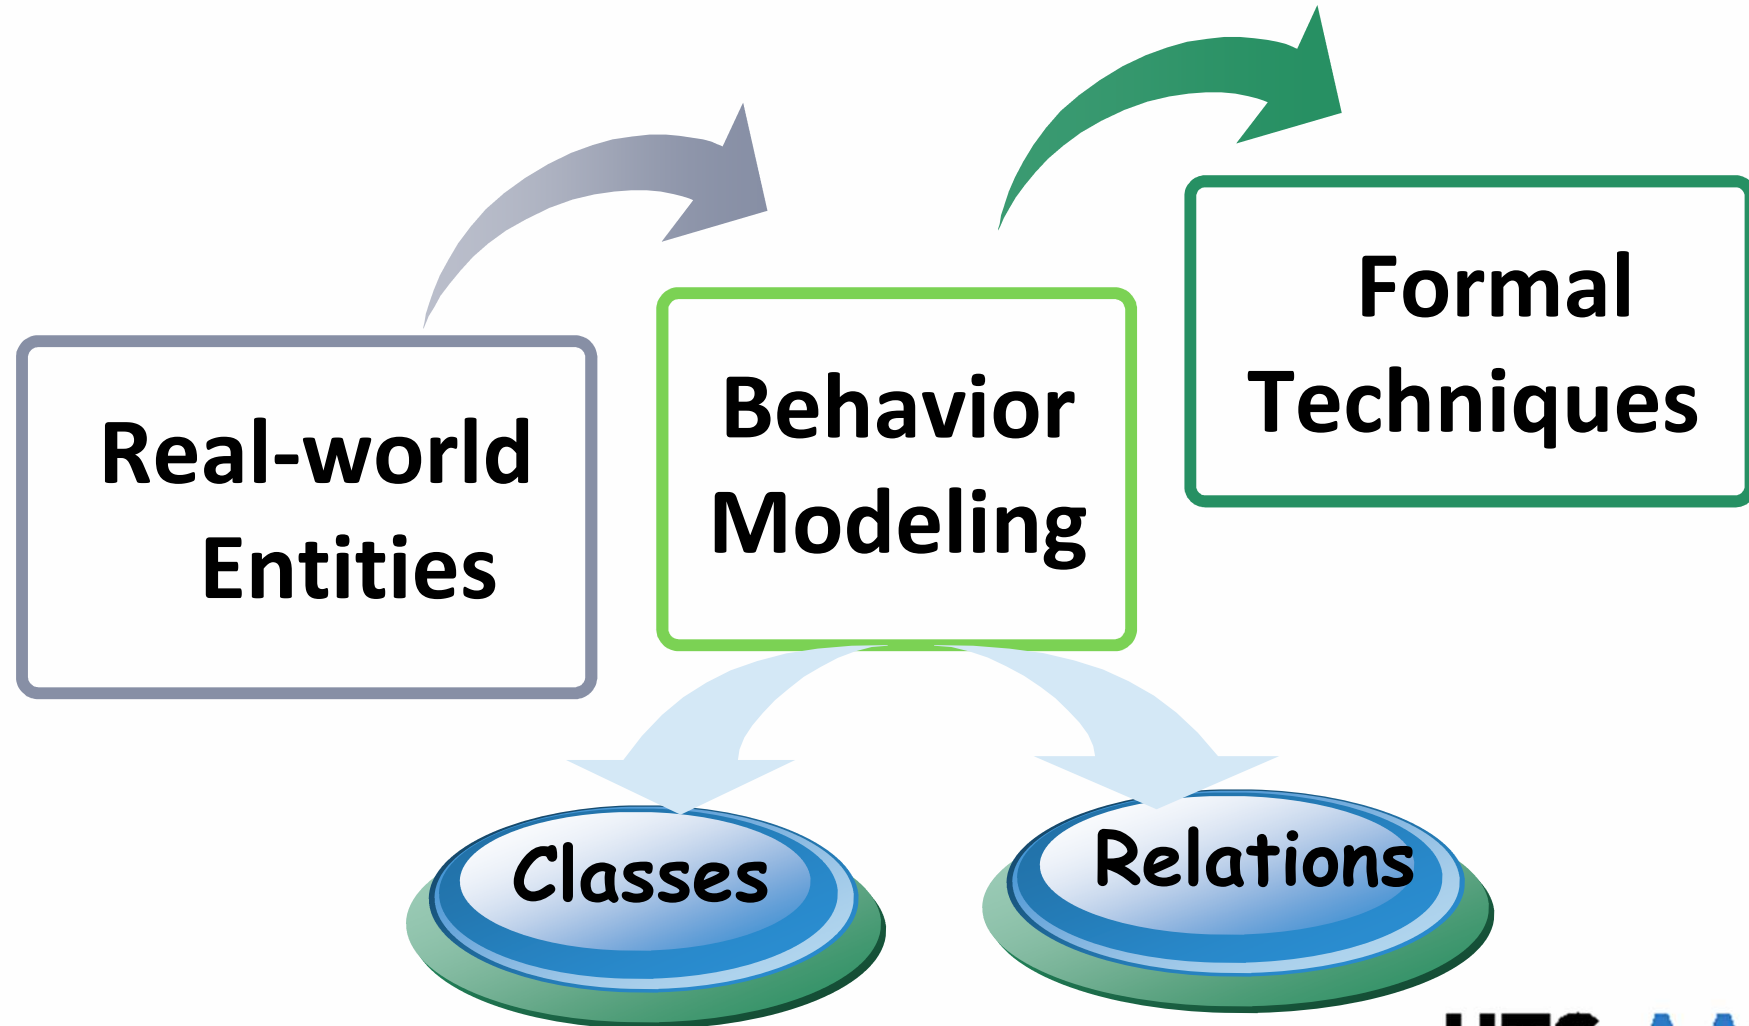 Formal
Techniques
Behavior
Modeling
Real-world
Entities
Classes
Relations